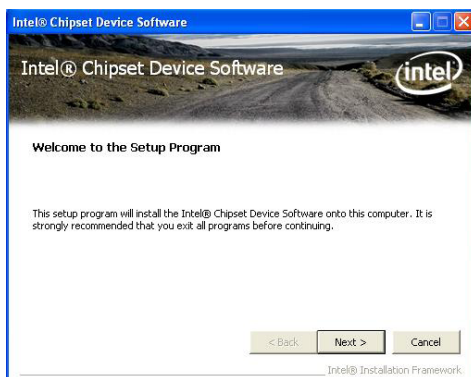 Intel® Chipset Device Software
Intel® Chipset Device Software
intel
Welcome to the Setup Program
This setup program will install the Intel® Chipset Device Software onto this computer. It is
strongly recommended that you exit all programs before continuing.
< Back Next > Cancel
Intel® Installation Framework